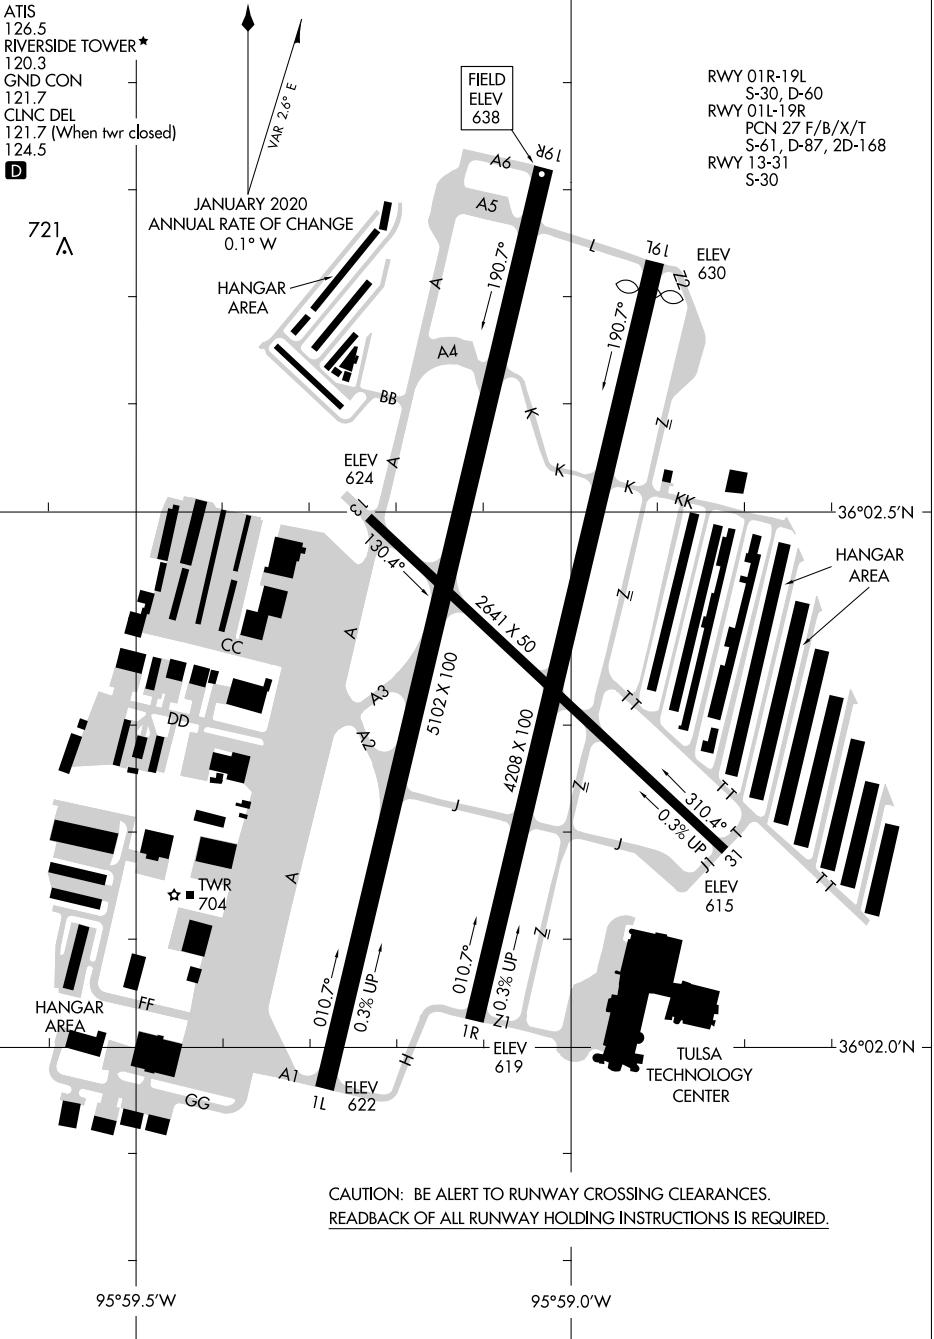 ATIS
126.5
RIVERSIDE TOWER★
120.3
GND CON
121.7
CLNC DEL
121.7 (When twr closed)
124.5
D
VAR 2.6° E
JANUARY 2020
ANNUAL RATE OF CHANGE
0.1° W
721
FIELD
ELEV
638
RWY 01R-19L
S-30, D-60
RWY 01L-19R
PCN 27 F/B/X/T
S-61, D-87, 2D-168
RWY 13-31
S-30
HANGAR
AREA
A6
19R
A5
L
19L
ELEV
630
Z2
A
190.7°
190.7°
A4
BB
K
Z
A
K
K
KK
ELEV
624
13
36°02.5'N
130.4°
HANGAR
AREA
2641 X 50
Z
A
CC
A3
5102 X 100
TT
DD
A2
4208 X 100
J
Z
TT
310.4°
0.3% UP
T
J
J1
31
ELEV
615
TT
A
TWR
704
Z
010.7°
0.3% UP
010.7°
0.3% UP
HANGAR
AREA
FF
1R
Z1
ELEV
619
H
36°02.0'N
A1
1L
ELEV
622
GG
TULSA
TECHNOLOGY
CENTER
CAUTION: BE ALERT TO RUNWAY CROSSING CLEARANCES.
READBACK OF ALL RUNWAY HOLDING INSTRUCTIONS IS REQUIRED.
95°59.5'W
95°59.0'W